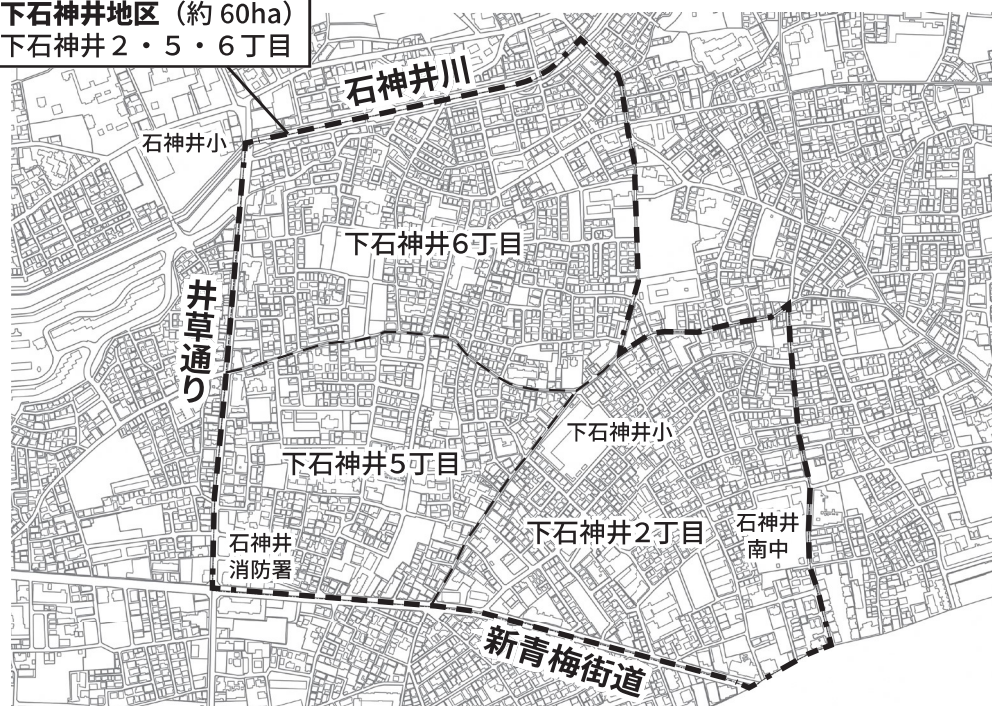 下石神井地区（約 60ha）
下石神井２・５・６丁目
石神井川
石神井小
下石神井６丁目
井草通り
下石神井小
下石神井５丁目
石神井
南中
下石神井２丁目
石神井
消防署
新青梅街道